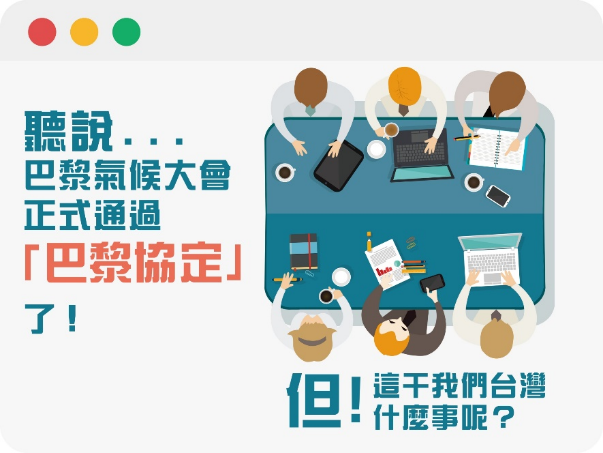 聽說...
巴黎氣候大會
正式通過
「巴黎協定」
了！
但！這干我們台灣
什麼事呢？